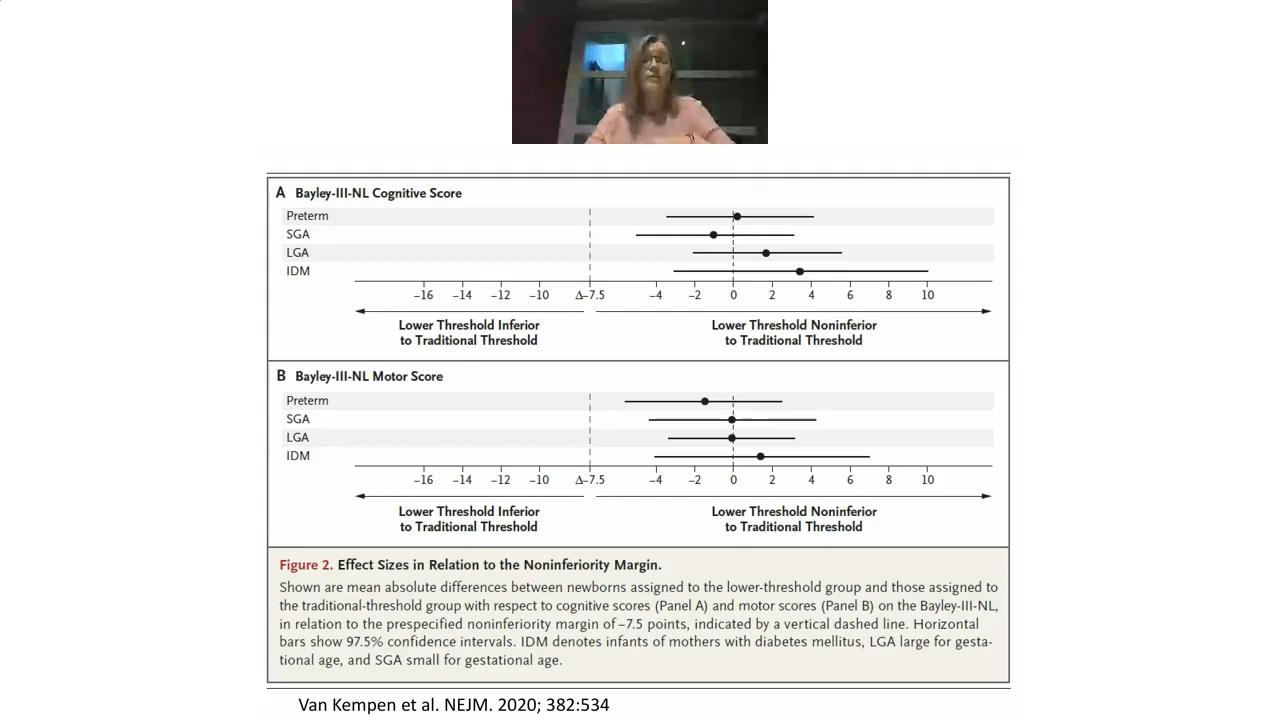 A Bayley-III-NL Cognitive Score
Preterm
SGA
LGA
IDM
−16 −14 −12 −10 Δ−7.5 −4 −2 0 2 4 6 8 10
Lower Threshold Inferior
to Traditional Threshold
Lower Threshold Noninferior
to Traditional Threshold
B Bayley-III-NL Motor Score
Preterm
SGA
LGA
IDM
−16 −14 −12 −10 Δ−7.5 −4 −2 0 2 4 6 8 10
Lower Threshold Inferior
to Traditional Threshold
Lower Threshold Noninferior
to Traditional Threshold
Figure 2. Effect Sizes in Relation to the Noninferiority Margin.
Shown are mean absolute differences between newborns assigned to the lower-threshold group and those assigned to
the traditional-threshold group with respect to cognitive scores (Panel A) and motor scores (Panel B) on the Bayley-III-NL,
in relation to the prespecified noninferiority margin of −7.5 points, indicated by a vertical dashed line. Horizontal
bars show 97.5% confidence intervals. IDM denotes infants of mothers with diabetes mellitus, LGA large for gesta-
tional age, and SGA small for gestational age.
Van Kempen et al. NEJM. 2020; 382:534